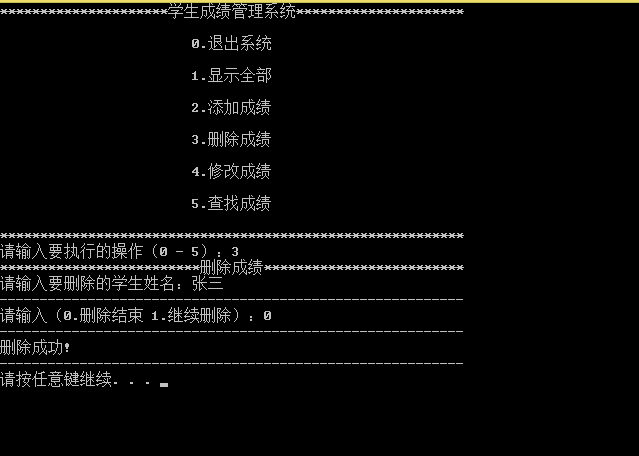 *********************学生成绩管理系统*********************
0.退出系统
1.显示全部
2.添加成绩
3.删除成绩
4.修改成绩
5.查找成绩
**********************************************************
请输入要执行的操作（0 - 5）：3
*************************删除成绩*************************
请输入要删除的学生姓名：张三
----------------------------------------------------------
请输入（0.删除结束 1.继续删除）：0
----------------------------------------------------------
删除成功！
----------------------------------------------------------
请按任意键继续. . .